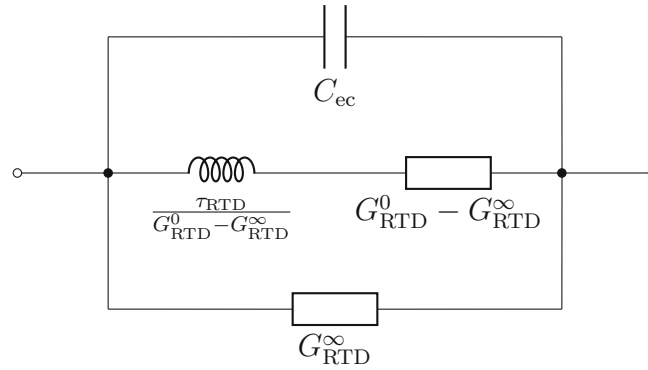 C_ec
τ_RTD / (G^0_RTD − G^∞_RTD)
G^0_RTD − G^∞_RTD
G^∞_RTD